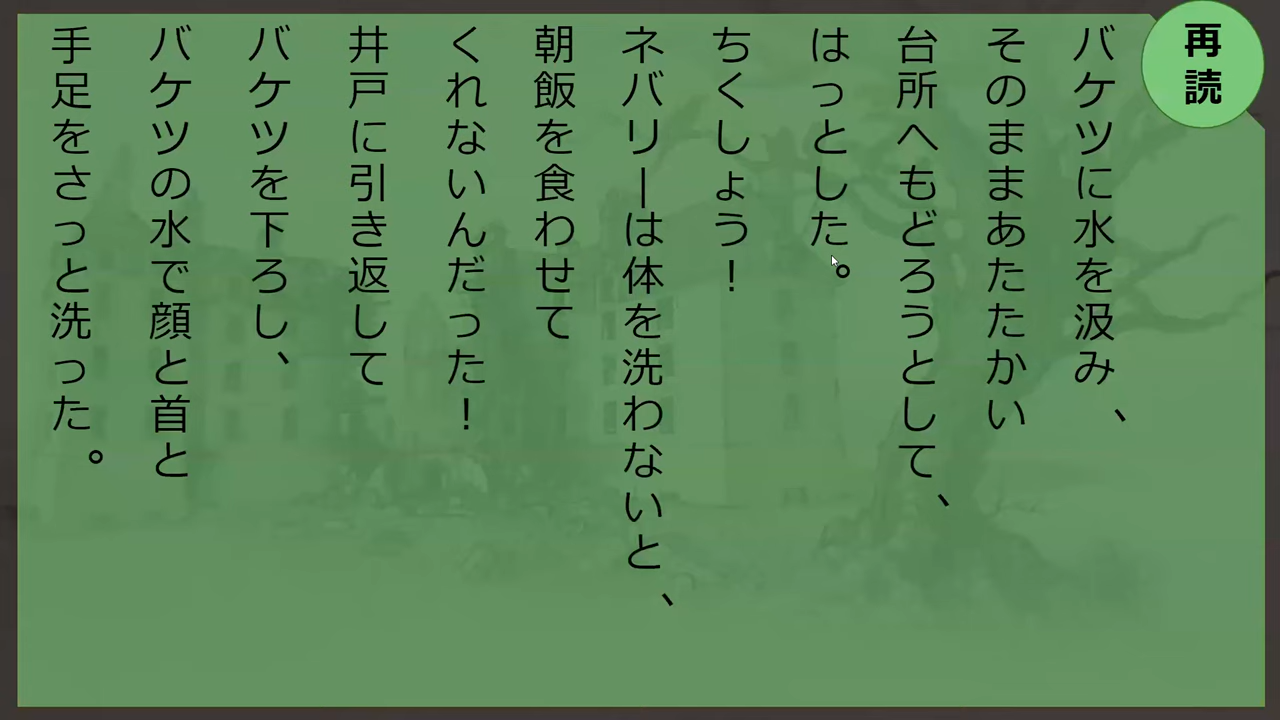 再読
バケツに水を汲み、
そのままあたたかい
台所へもどろうとして、
はっとした。
ちくしょう！
ネバリーは体を洗わないと、
朝飯を食わせて
くれないんだった！
井戸に引き返して
バケツを下ろし、
バケツの水で顔と首と
手足をさっと洗った。